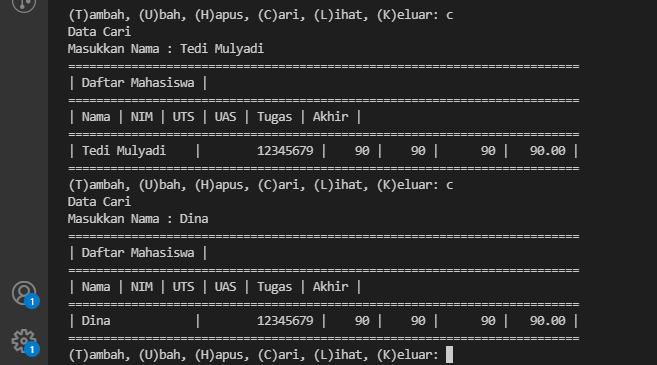 (T)ambah, (U)bah, (H)apus, (C)ari, (L)ihat, (K)eluar: c
Data Cari
Masukkan Nama : Tedi Mulyadi
=========================================================================
| Daftar Mahasiswa |
=========================================================================
| Nama | NIM | UTS | UAS | Tugas | Akhir |
=========================================================================
| Tedi Mulyadi    |        12345679 |    90 |    90 |      90 |   90.00 |
=========================================================================
(T)ambah, (U)bah, (H)apus, (C)ari, (L)ihat, (K)eluar: c
Data Cari
Masukkan Nama : Dina
=========================================================================
| Daftar Mahasiswa |
=========================================================================
| Nama | NIM | UTS | UAS | Tugas | Akhir |
=========================================================================
| Dina            |        12345679 |    90 |    90 |      90 |   90.00 |
=========================================================================
(T)ambah, (U)bah, (H)apus, (C)ari, (L)ihat, (K)eluar:
1
1